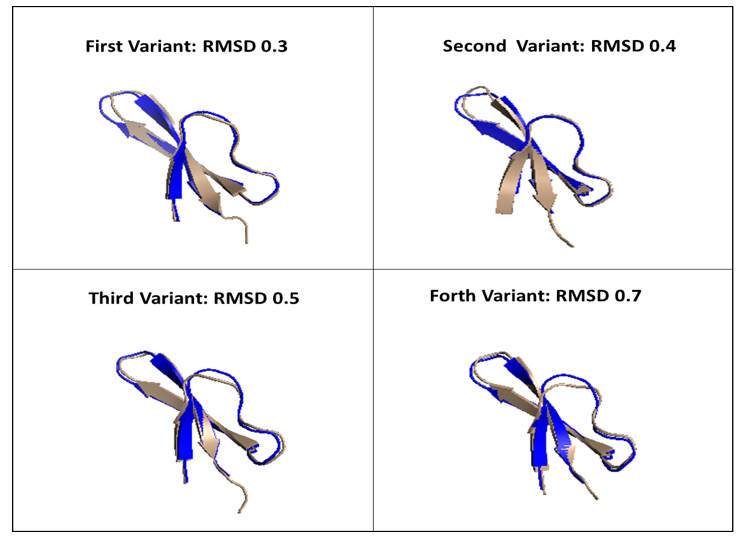 First Variant: RMSD 0.3
Second Variant: RMSD 0.4
Third Variant: RMSD 0.5
Forth Variant: RMSD 0.7